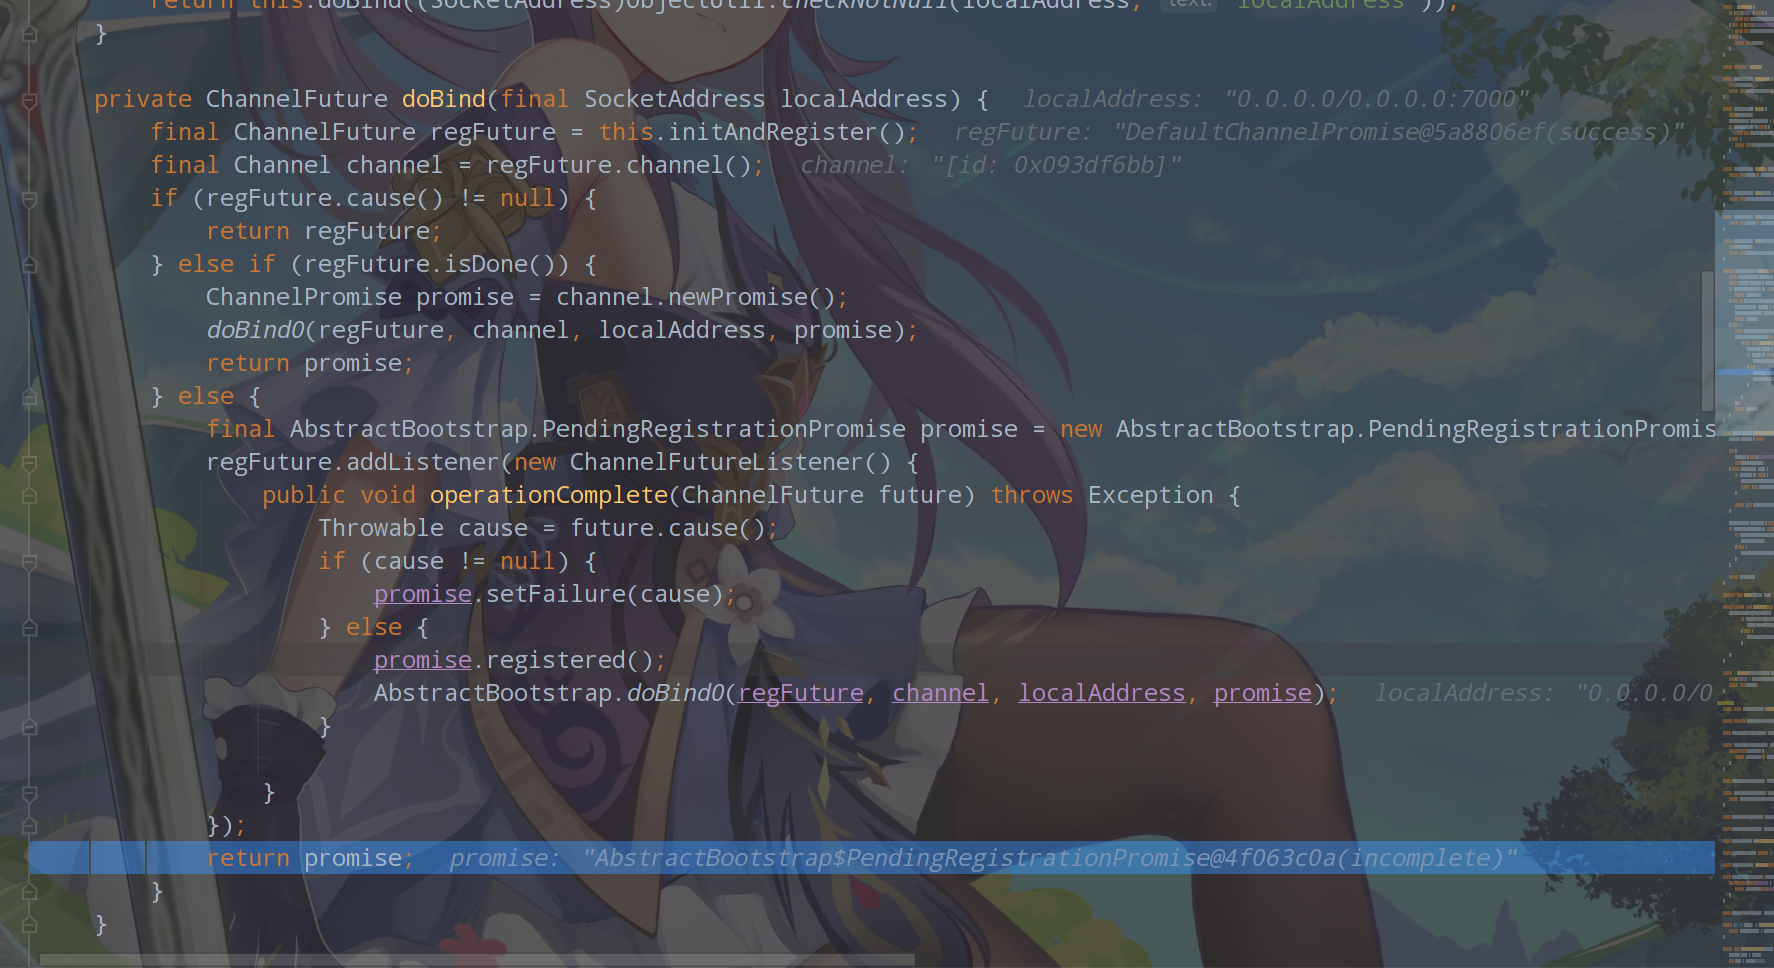 return this.doBind((SocketAddress)ObjectUtil.checkNotNull(localAddress, text: "localAddress"));
}
private ChannelFuture doBind(final SocketAddress localAddress) { localAddress: "0.0.0.0/0.0.0.0:7000"
final ChannelFuture regFuture = this.initAndRegister(); regFuture: "DefaultChannelPromise@5a8806ef(success)"
final Channel channel = regFuture.channel(); channel: "[id: 0x093df6bb]"
if (regFuture.cause() != null) {
return regFuture;
} else if (regFuture.isDone()) {
ChannelPromise promise = channel.newPromise();
doBind0(regFuture, channel, localAddress, promise);
return promise;
} else {
final AbstractBootstrap.PendingRegistrationPromise promise = new AbstractBootstrap.PendingRegistrationPromis
regFuture.addListener(new ChannelFutureListener() {
public void operationComplete(ChannelFuture future) throws Exception {
Throwable cause = future.cause();
if (cause != null) {
promise.setFailure(cause);
} else {
promise.registered();
AbstractBootstrap.doBind0(regFuture, channel, localAddress, promise); localAddress: "0.0.0.0/0
}
}
});
return promise; promise: "AbstractBootstrap$PendingRegistrationPromise@4f063c0a(incomplete)"
}
}